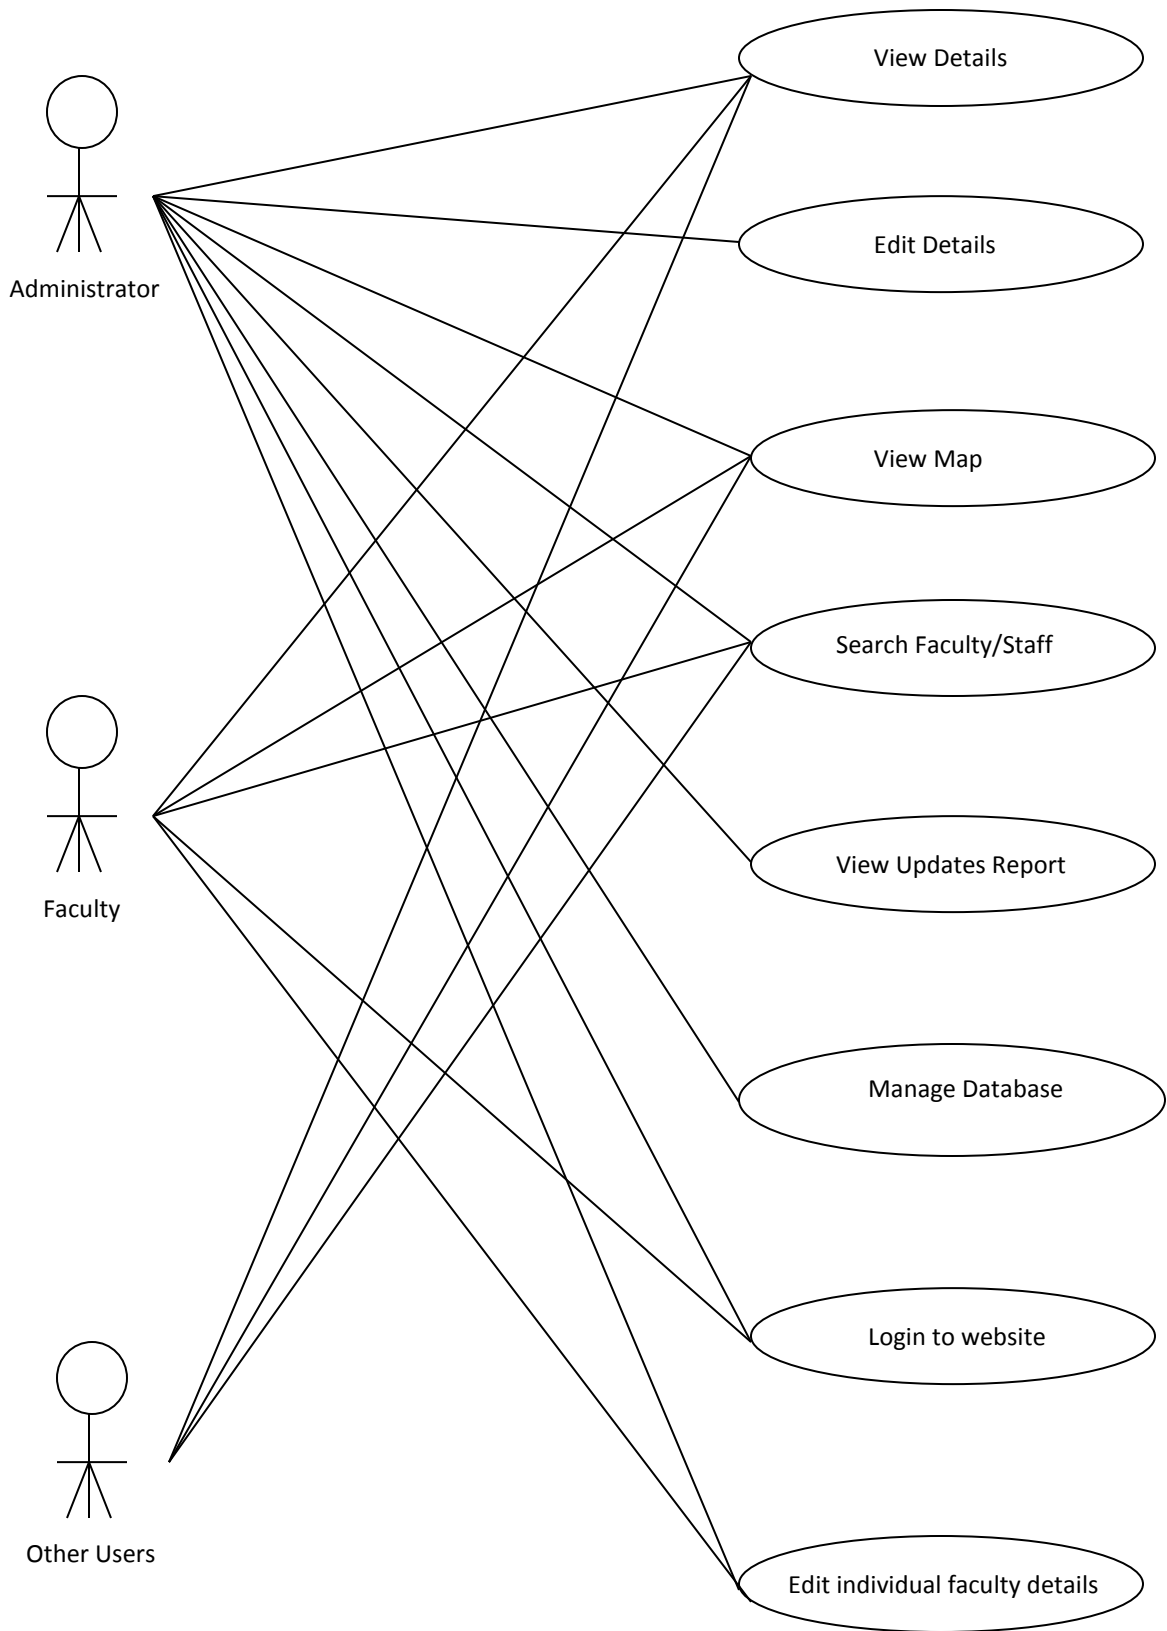 View Details
Administrator
Edit Details
View Map
Search Faculty/Staff
View Updates Report
Faculty
Manage Database
Login to website
Other Users
Edit individual faculty details